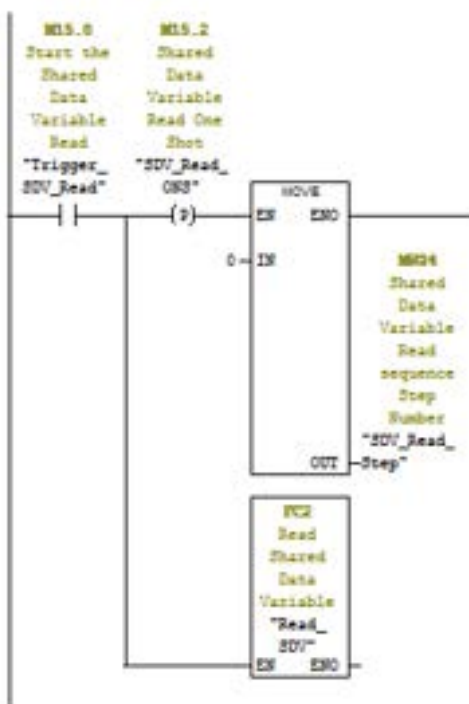 M15.0
Start the
Shared
Data
Variable
Read
"Trigger_
SDV_Read"
M15.2
Shared
Data
Variable
Read One
Shot
"SDV_Read_
ONS"
(P)
MOVE
EN ENO
0 IN
OUT
MW24
Shared
Data
Variable
Read
sequence
Step
Number
"SDV_Read_
Step"
FC2
Read
Shared
Data
Variable
"Read_
SDV"
EN ENO